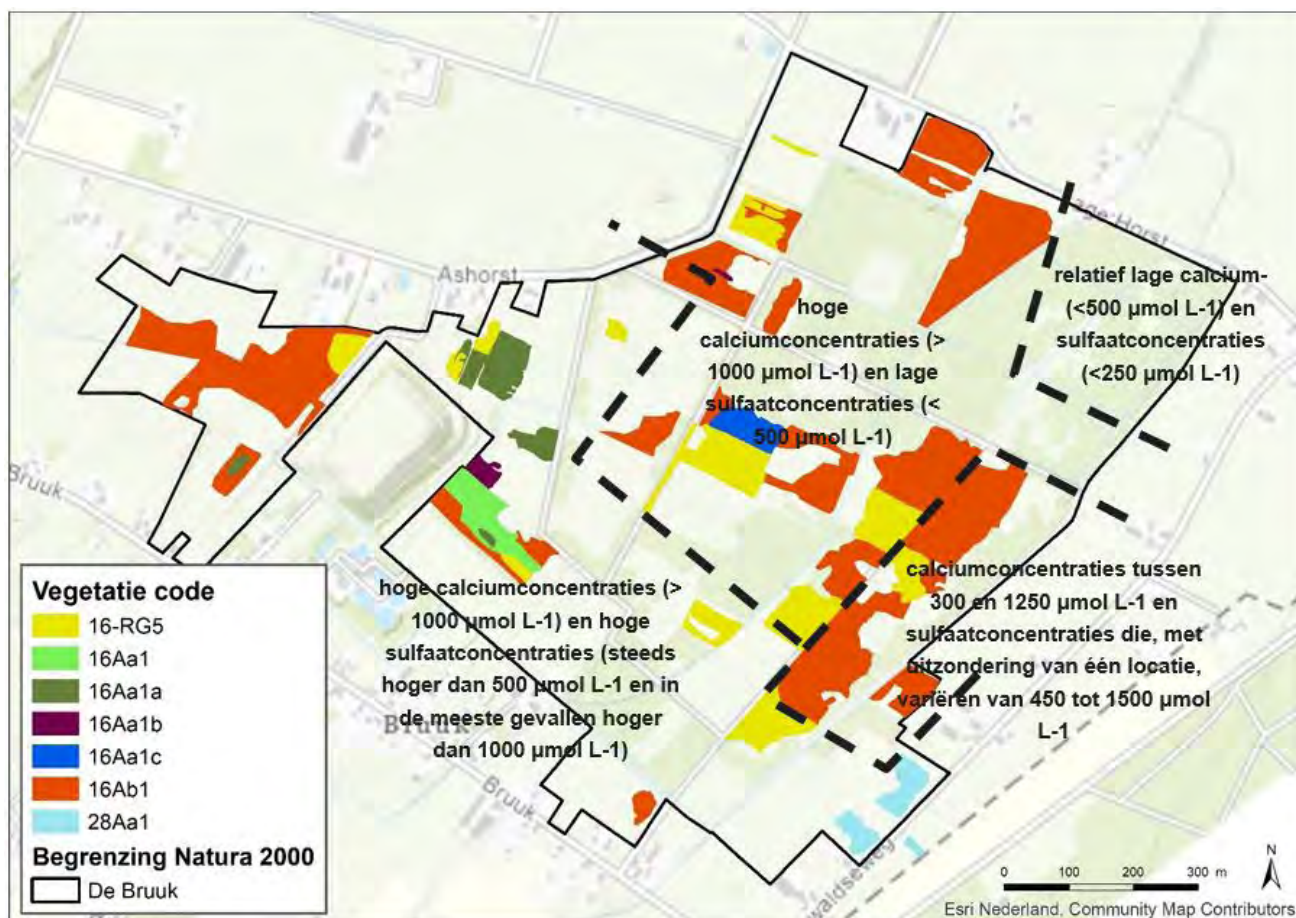 Lage Horst
Ashorst
relatief lage calcium-
(<500 µmol L-1) en
sulfaatconcentraties
(<250 µmol L-1)
hoge
calciumconcentraties (>
1000 µmol L-1) en lage
sulfaatconcentraties (<
500 µmol L-1)
Bruuk
calciumconcentraties tussen
300 en 1250 µmol L-1 en
sulfaatconcentraties die, met
uitzondering van één locatie,
variëren van 450 tot 1500 µmol
L-1
hoge calciumconcentraties (>
1000 µmol L-1) en hoge
sulfaatconcentraties (steeds
hoger dan 500 µmol L-1 en in
de meeste gevallen hoger
dan 1000 µmol L-1)
Bruuk
Bruuk
waldseweg
Vegetatie code
16-RG5
16Aa1
16Aa1a
16Aa1b
16Aa1c
16Ab1
28Aa1
Begrenzing Natura 2000
De Bruuk
N
0 100 200 300 m
Esri Nederland, Community Map Contributors